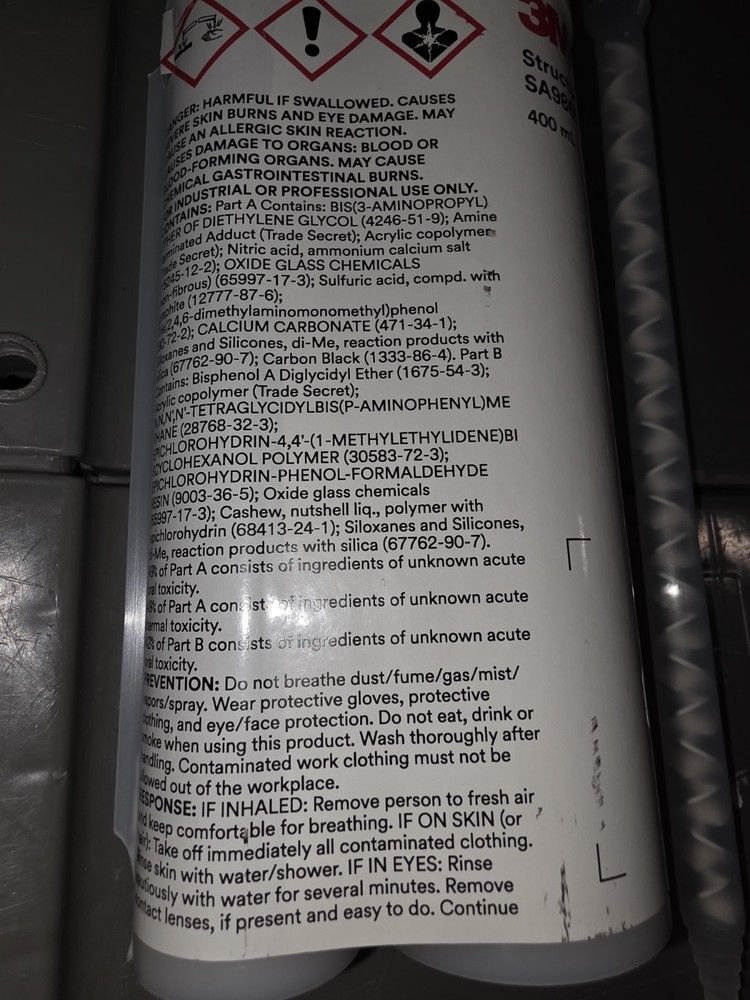 3M
Struc
SA98
400 m
ANGER: HARMFUL IF SWALLOWED. CAUSES
VERE SKIN BURNS AND EYE DAMAGE. MAY
AUSE AN ALLERGIC SKIN REACTION.
AUSES DAMAGE TO ORGANS: BLOOD OR
OOD-FORMING ORGANS. MAY CAUSE
HEMICAL GASTROINTESTINAL BURNS.
OR INDUSTRIAL OR PROFESSIONAL USE ONLY.
ONTAINS: Part A Contains: BIS(3-AMINOPROPYL)
HER OF DIETHYLENE GLYCOL (4246-51-9); Amine
erminated Adduct (Trade Secret); Acrylic copolymer
ade Secret); Nitric acid, ammonium calcium salt
5245-12-2); OXIDE GLASS CHEMICALS
on-fibrous) (65997-17-3); Sulfuric acid, compd. with
aphite (12777-87-6);
is(2,4,6-dimethylaminomonomethyl)phenol
0-72-2); CALCIUM CARBONATE (471-34-1);
loxanes and Silicones, di-Me, reaction products with
ilica (67762-90-7); Carbon Black (1333-86-4). Part B
ontains: Bisphenol A Diglycidyl Ether (1675-54-3);
crylic copolymer (Trade Secret);
,N,N',N'-TETRAGLYCIDYLBIS(P-AMINOPHENYL)ME
HANE (28768-32-3);
PICHLOROHYDRIN-4,4'-(1-METHYLETHYLIDENE)BI
CYCLOHEXANOL POLYMER (30583-72-3);
PICHLOROHYDRIN-PHENOL-FORMALDEHYDE
ESIN (9003-36-5); Oxide glass chemicals
65997-17-3); Cashew, nutshell liq., polymer with
pichlorohydrin (68413-24-1); Siloxanes and Silicones,
di-Me, reaction products with silica (67762-90-7).
% of Part A consists of ingredients of unknown acute
ral toxicity.
% of Part A consists of ingredients of unknown acute
ermal toxicity.
% of Part B consists of ingredients of unknown acute
ral toxicity.
PREVENTION: Do not breathe dust/fume/gas/mist/
vapors/spray. Wear protective gloves, protective
lothing, and eye/face protection. Do not eat, drink or
moke when using this product. Wash thoroughly after
andling. Contaminated work clothing must not be
llowed out of the workplace.
RESPONSE: IF INHALED: Remove person to fresh air
nd keep comfortable for breathing. IF ON SKIN (or
air): Take off immediately all contaminated clothing.
inse skin with water/shower. IF IN EYES: Rinse
autiously with water for several minutes. Remove
ontact lenses, if present and easy to do. Continue